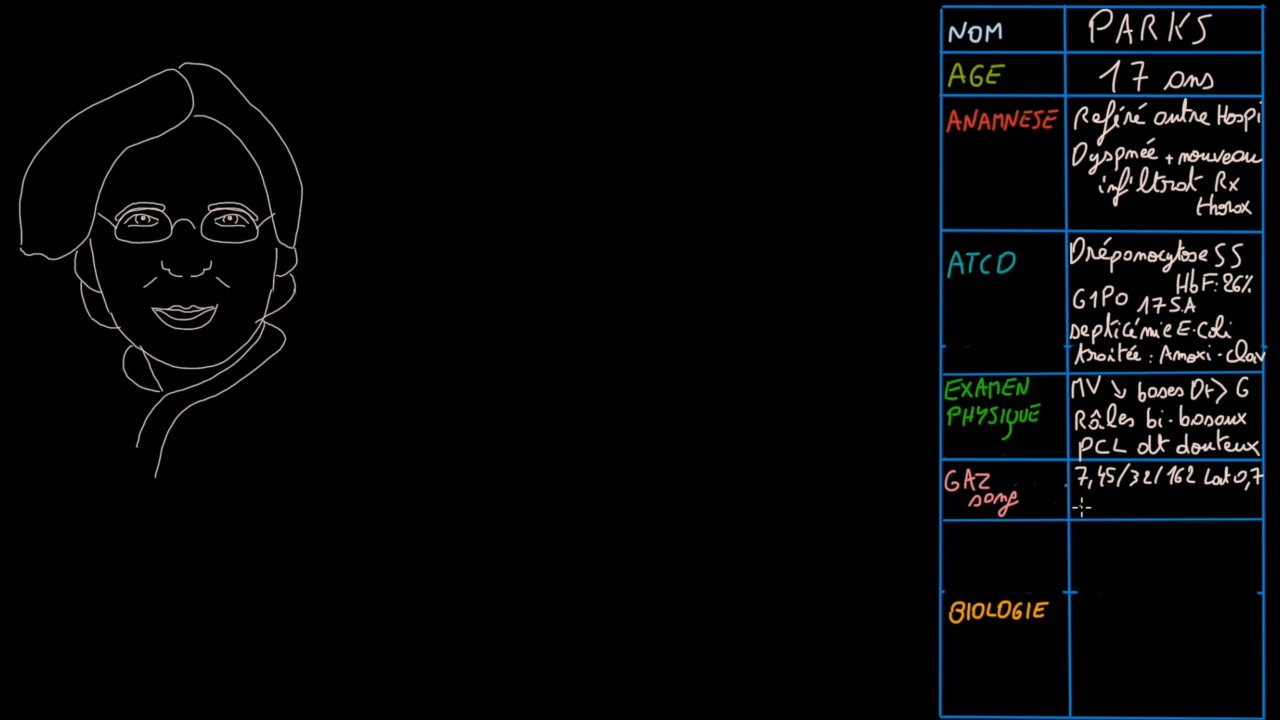 NOM PARKS
AGE 17 ans
ANAMNESE Référé autre Hospi
Dyspnée + nouveau
infiltrat Rx
thorax
ATCD Drépanocytose SS
HbF: 26%
G1P0 17 S.A
septicémie E.Coli
traitée : Amoxi-clav
EXAMEN MV ↘ bases Dt > G
PHYSIQUE Râles bi-basaux
PCL dt douteux
GAZ 7,45/32/162 Lat 0,7
sang
BIOLOGIE